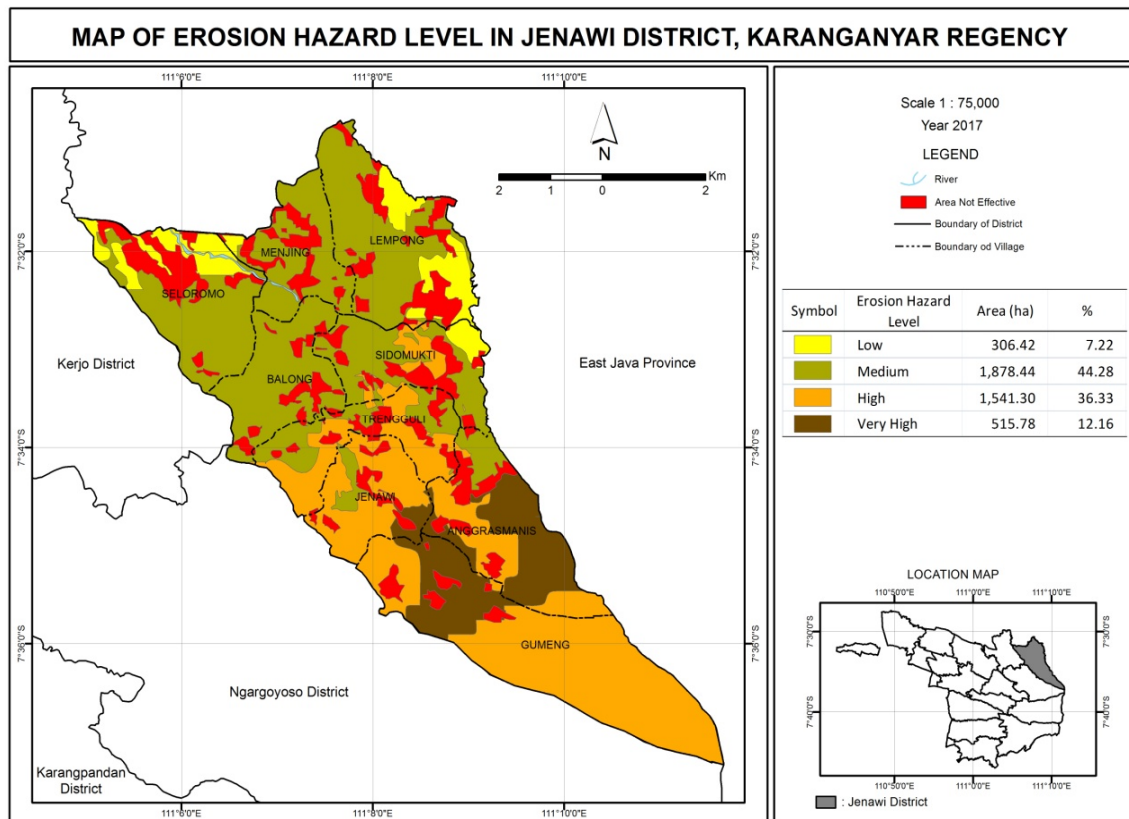 MAP OF EROSION HAZARD LEVEL IN JENAWI DISTRICT, KARANGANYAR REGENCY
111°6'0"E 111°8'0"E 111°10'0"E
N
2 1 0 2 Km
7°32'0"S
7°34'0"S
7°36'0"S
LEMPONG
MENJING
SELOROMO
SIDOMUKTI
Kerjo District
East Java Province
BALONG
TRENGGULI
JENAWI
ANGGRASMANIS
GUMENG
Ngargoyoso District
Karangpandan
District
7°32'0"S
7°34'0"S
7°36'0"S
111°6'0"E 111°8'0"E 111°10'0"E
Scale 1 : 75,000
Year 2017
LEGEND
River
Area Not Effective
Boundary of District
Boundary od Village
Symbol Erosion Hazard Level Area (ha) %
Low 306.42 7.22
Medium 1,878.44 44.28
High 1,541.30 36.33
Very High 515.78 12.16
LOCATION MAP
110°50'0"E 111°0'0"E 111°10'0"E
7°30'0"S 7°30'0"S
7°40'0"S 7°40'0"S
110°50'0"E 111°0'0"E 111°10'0"E
: Jenawi District